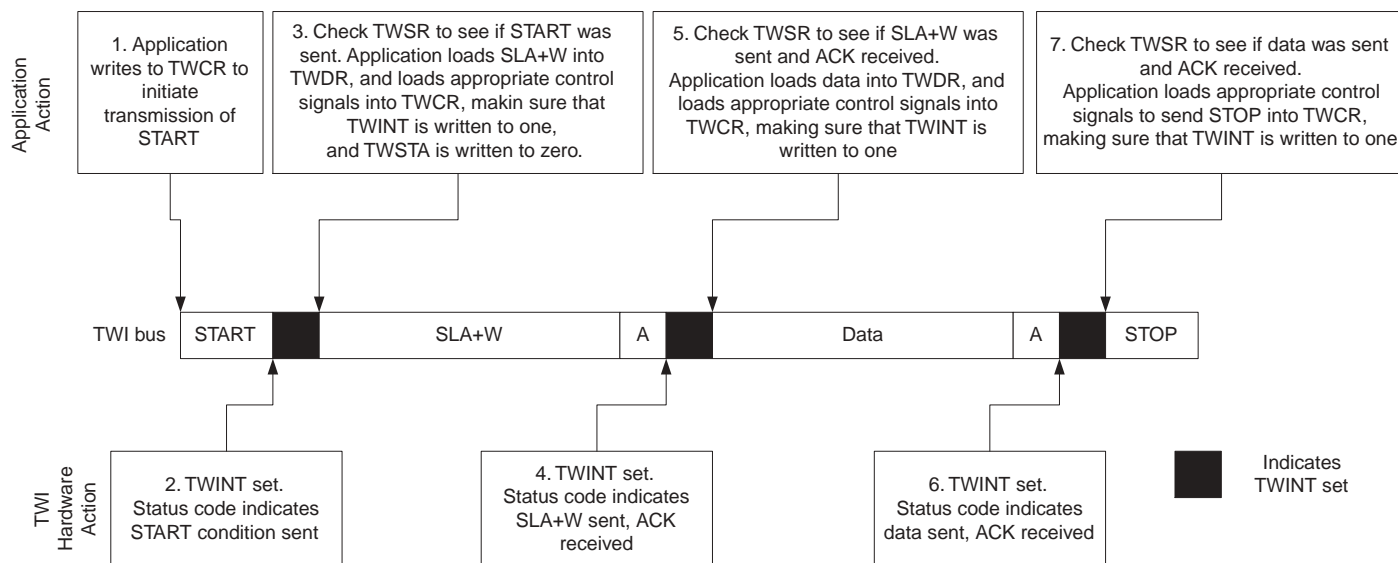 Application
Action
1. Application
writes to TWCR to
initiate
transmission of
START
3. Check TWSR to see if START was
sent. Application loads SLA+W into
TWDR, and loads appropriate control
signals into TWCR, makin sure that
TWINT is written to one,
and TWSTA is written to zero.
5. Check TWSR to see if SLA+W was
sent and ACK received.
Application loads data into TWDR, and
loads appropriate control signals into
TWCR, making sure that TWINT is
written to one
7. Check TWSR to see if data was sent
and ACK received.
Application loads appropriate control
signals to send STOP into TWCR,
making sure that TWINT is written to one
TWI bus
START
SLA+W
A
Data
A
STOP
TWI
Hardware
Action
2. TWINT set.
Status code indicates
START condition sent
4. TWINT set.
Status code indicates
SLA+W sent, ACK
received
6. TWINT set.
Status code indicates
data sent, ACK received
Indicates
TWINT set